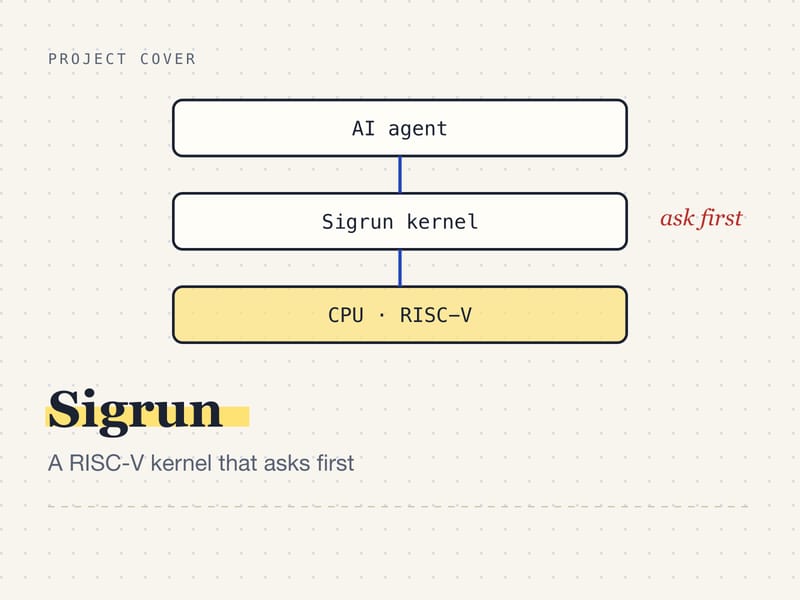 PROJECT COVER
AI agent
Sigrun kernel
ask first
CPU · RISC–V
Sigrun
A RISC-V kernel that asks first